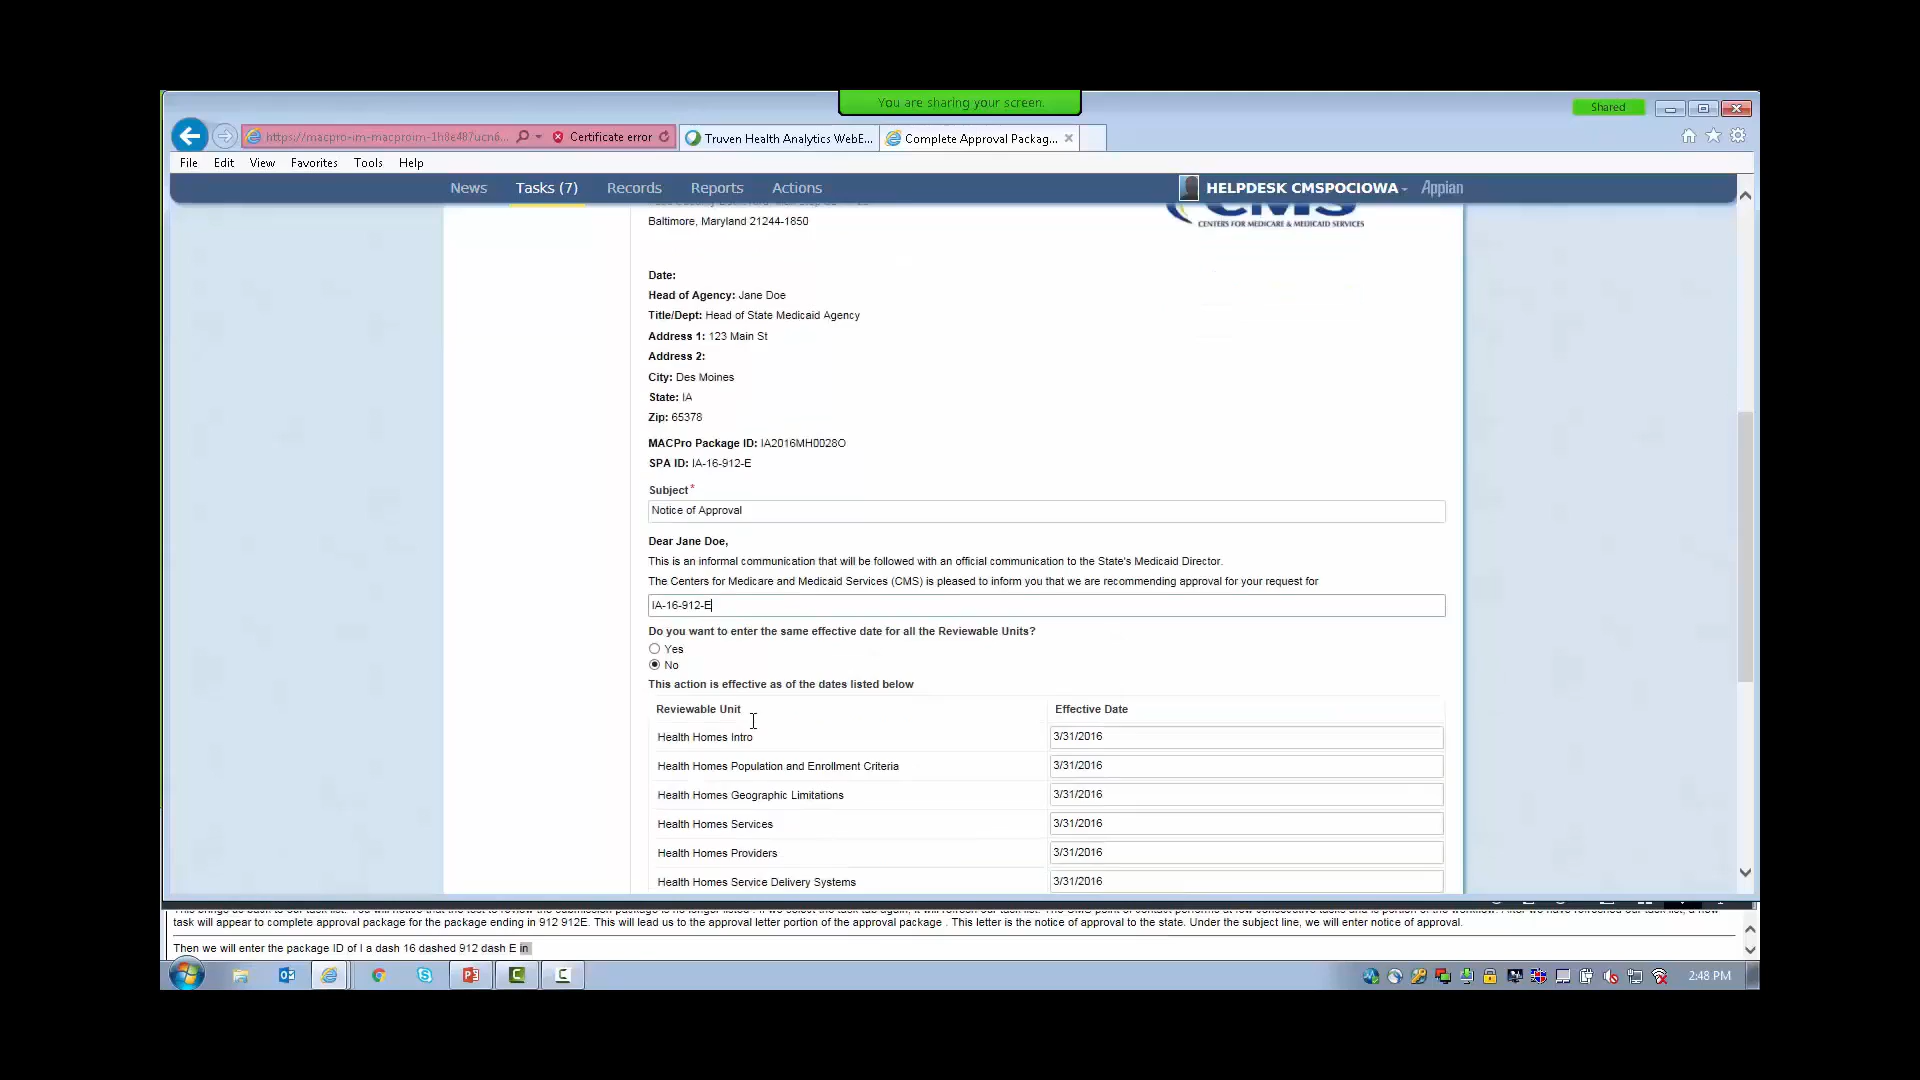 You are sharing your screen.
Shared
https://macpro-im-macproim-1h8e487ucn6...
Certificate error
Truven Health Analytics WebE...
Complete Approval Packag...
File Edit View Favorites Tools Help
News Tasks (7) Records Reports Actions
HELPDESK CMSPOCIOWA
Appian
Baltimore, Maryland 21244-1850
CMS
CENTERS FOR MEDICARE & MEDICAID SERVICES
Date:
Head of Agency: Jane Doe
Title/Dept: Head of State Medicaid Agency
Address 1: 123 Main St
Address 2:
City: Des Moines
State: IA
Zip: 65378
MACPro Package ID: IA2016MH0028O
SPA ID: IA-16-912-E
Subject*
Notice of Approval
Dear Jane Doe,
This is an informal communication that will be followed with an official communication to the State's Medicaid Director.
The Centers for Medicare and Medicaid Services (CMS) is pleased to inform you that we are recommending approval for your request for
IA-16-912-E
Do you want to enter the same effective date for all the Reviewable Units?
Yes
No
This action is effective as of the dates listed below
Reviewable Unit Effective Date
Health Homes Intro 3/31/2016
Health Homes Population and Enrollment Criteria 3/31/2016
Health Homes Geographic Limitations 3/31/2016
Health Homes Services 3/31/2016
Health Homes Providers 3/31/2016
Health Homes Service Delivery Systems 3/31/2016
task will appear to complete approval package for the package ending in 912 912E. This will lead us to the approval letter portion of the approval package . This letter is the notice of approval to the state. Under the subject line, we will enter notice of approval.
Then we will enter the package ID of I a dash 16 dashed 912 dash E in
2:48 PM